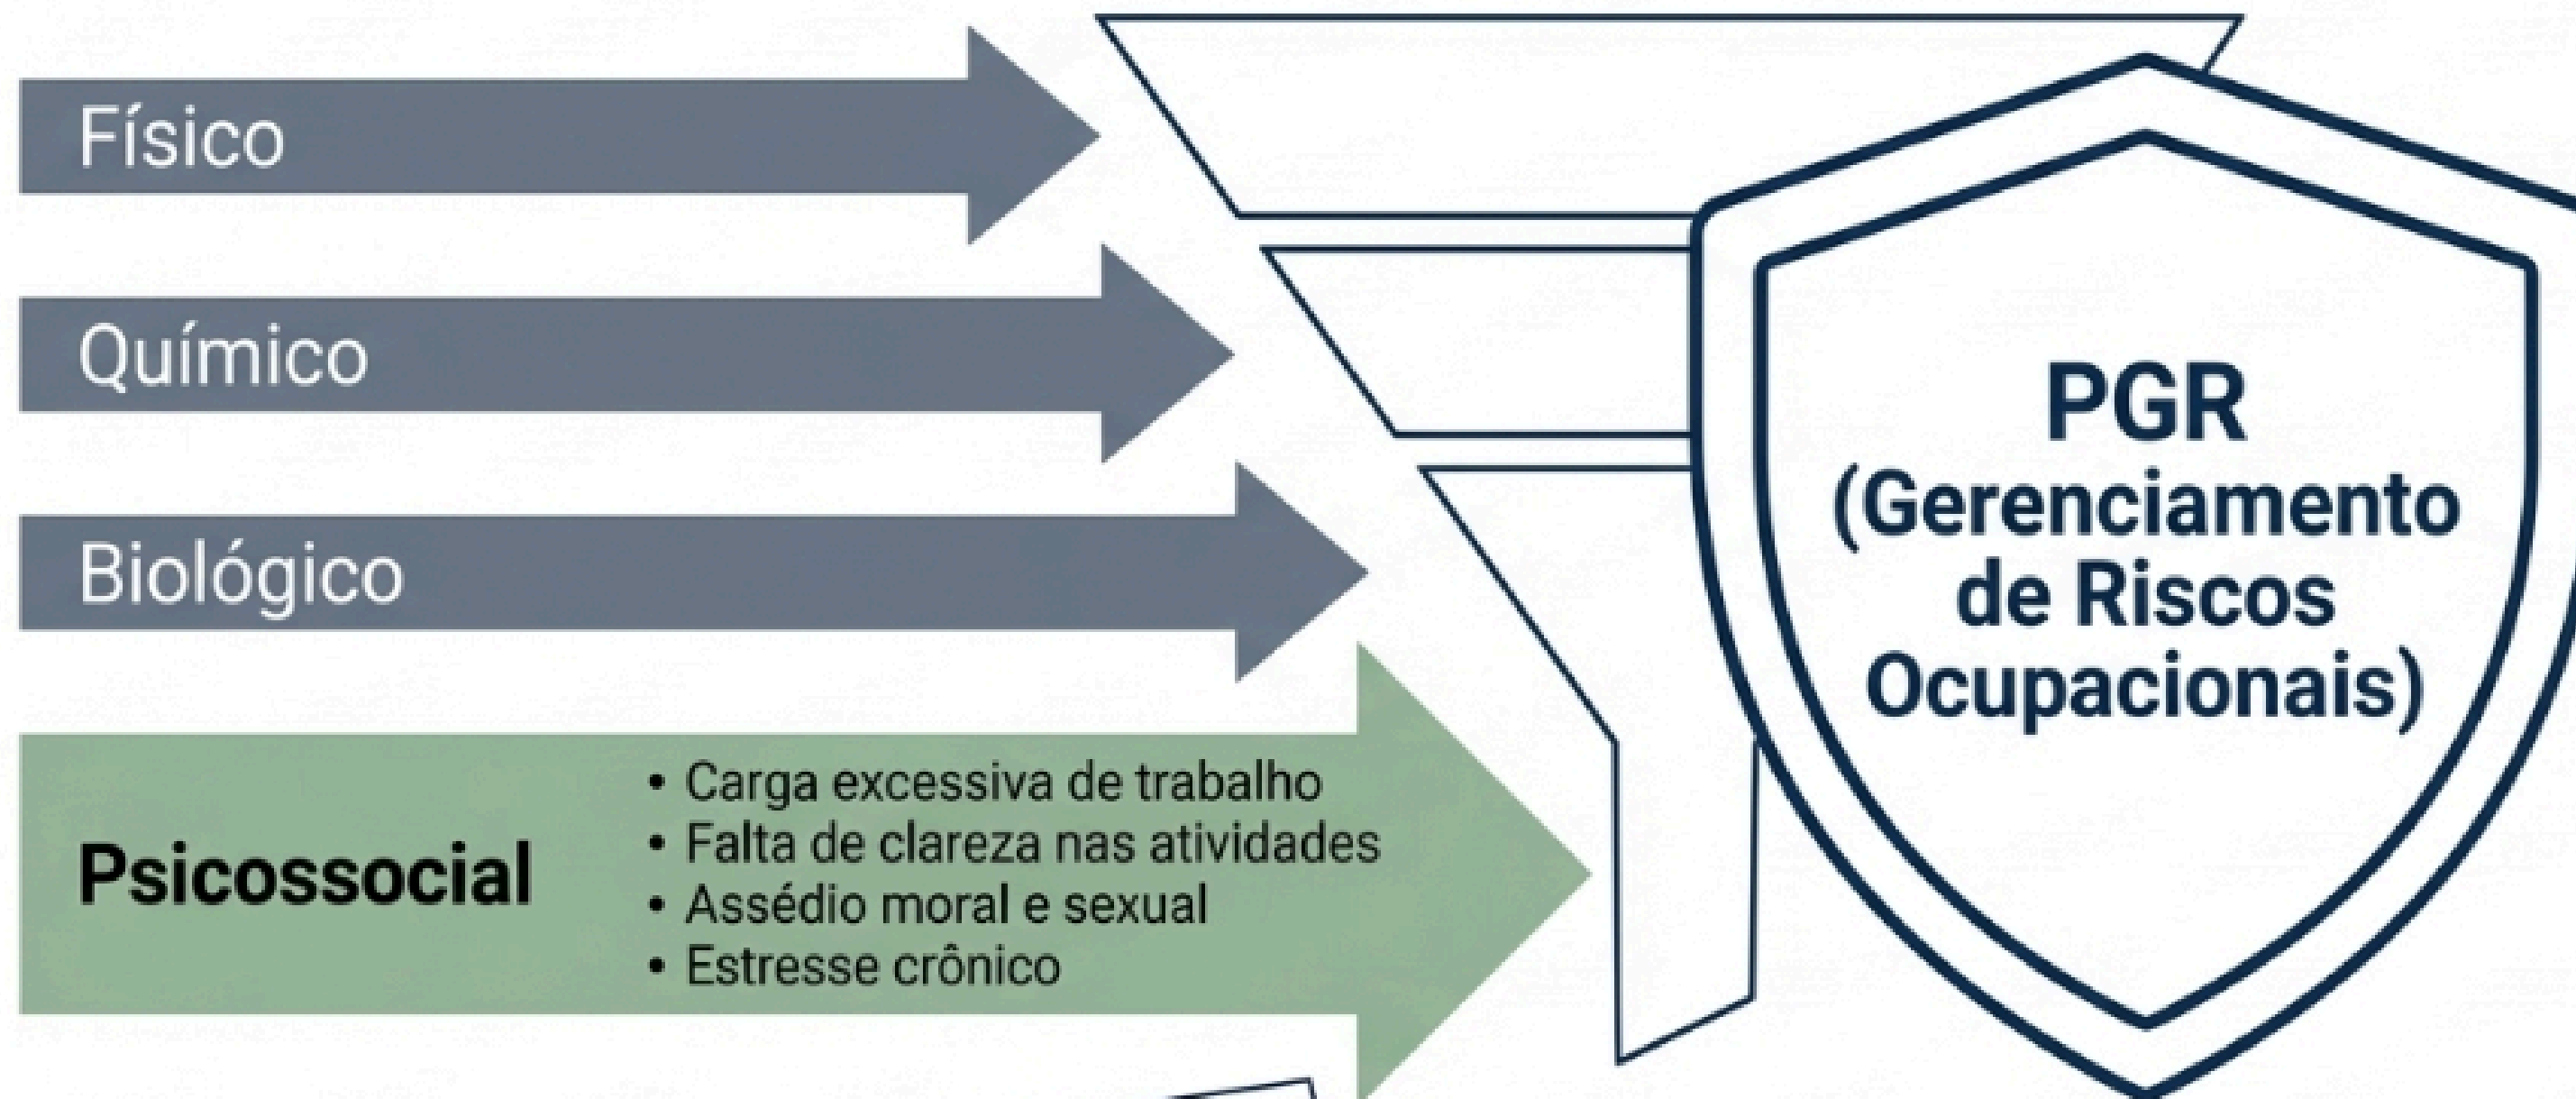 Físico
Químico
Biológico
Psicossocial
• Carga excessiva de trabalho
• Falta de clareza nas atividades
• Assédio moral e sexual
• Estresse crônico
PGR
(Gerenciamento
de Riscos
Ocupacionais)